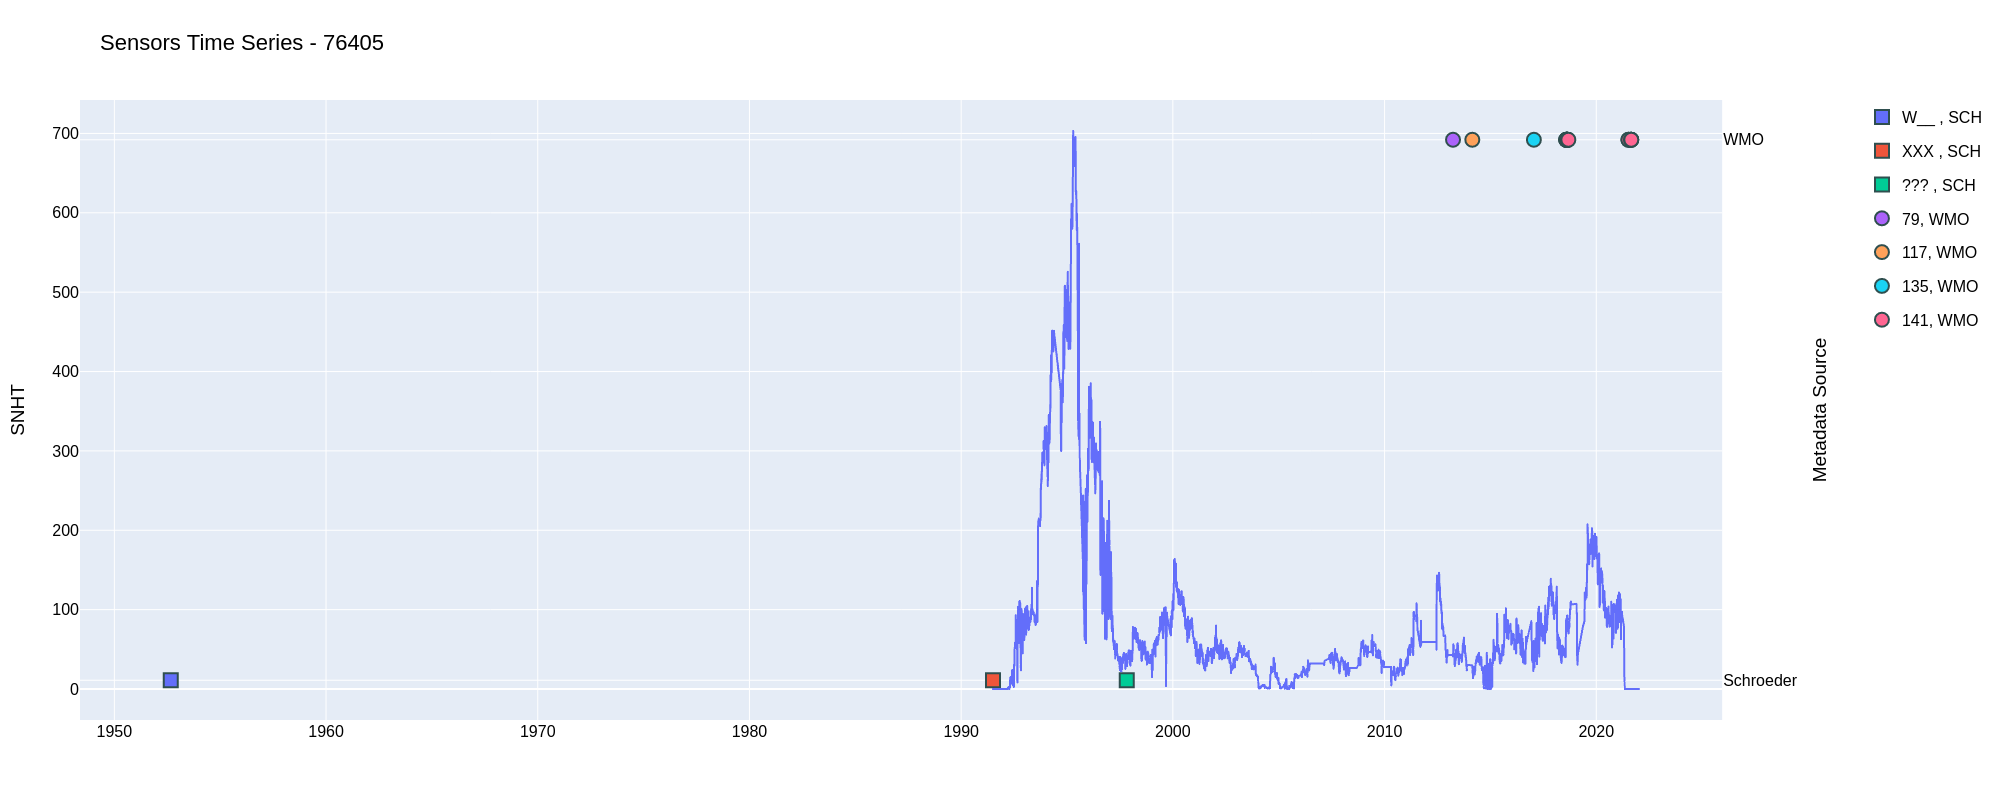 Sensors Time Series - 76405
700
600
500
400
300
200
100
0
SNHT
1950
1960
1970
1980
1990
2000
2010
2020
WMO
Schroeder
Metadata Source
W__ , SCH
XXX , SCH
??? , SCH
79, WMO
117, WMO
135, WMO
141, WMO